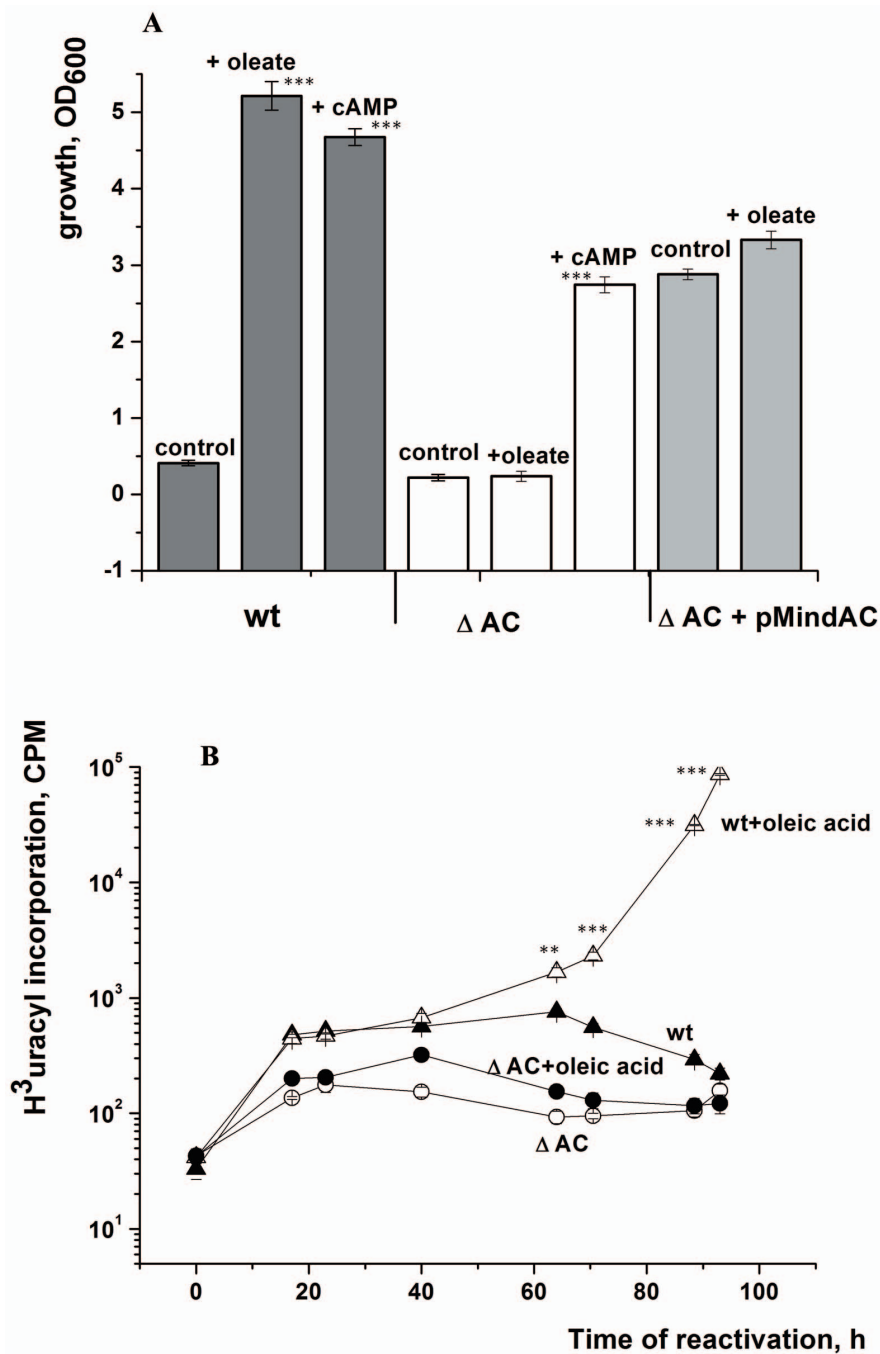 A
+ oleate
***
+ cAMP
***
control
control
+oleate
+ cAMP
***
control
+ oleate
growth, OD600
5
4
3
2
1
0
-1
wt
Δ AC
Δ AC + pMindAC
B
H3uracyl incorporation, CPM
10^5
10^4
10^3
10^2
10^1
***
***
wt+oleic acid
***
**
wt
Δ AC+oleic acid
Δ AC
0 20 40 60 80 100
Time of reactivation, h